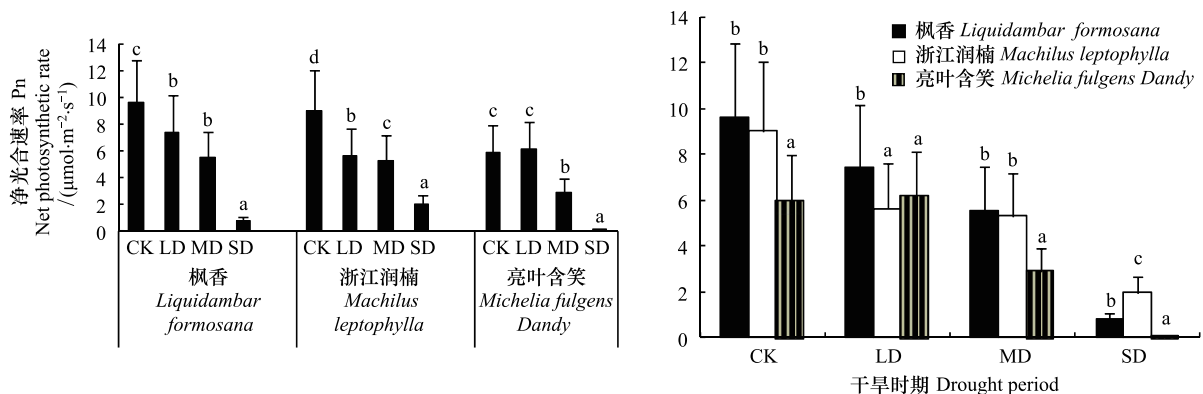 净光合速率 Pn
Net photosynthetic rate
/(μmol·m⁻²·s⁻¹)
14
12
10
8
6
4
2
0
c
b
b
a
d
b
c
a
c
c
b
a
CK LD MD SD
CK LD MD SD
CK LD MD SD
枫香
Liquidambar
formosana
浙江润楠
Machilus
leptophylla
亮叶含笑
Michelia fulgens
Dandy
14
12
10
8
6
4
2
0
枫香 Liquidambar formosana
浙江润楠 Machilus leptophylla
亮叶含笑 Michelia fulgens Dandy
b
b
a
b
a
a
b
b
a
b
c
a
CK
LD
MD
SD
干旱时期 Drought period